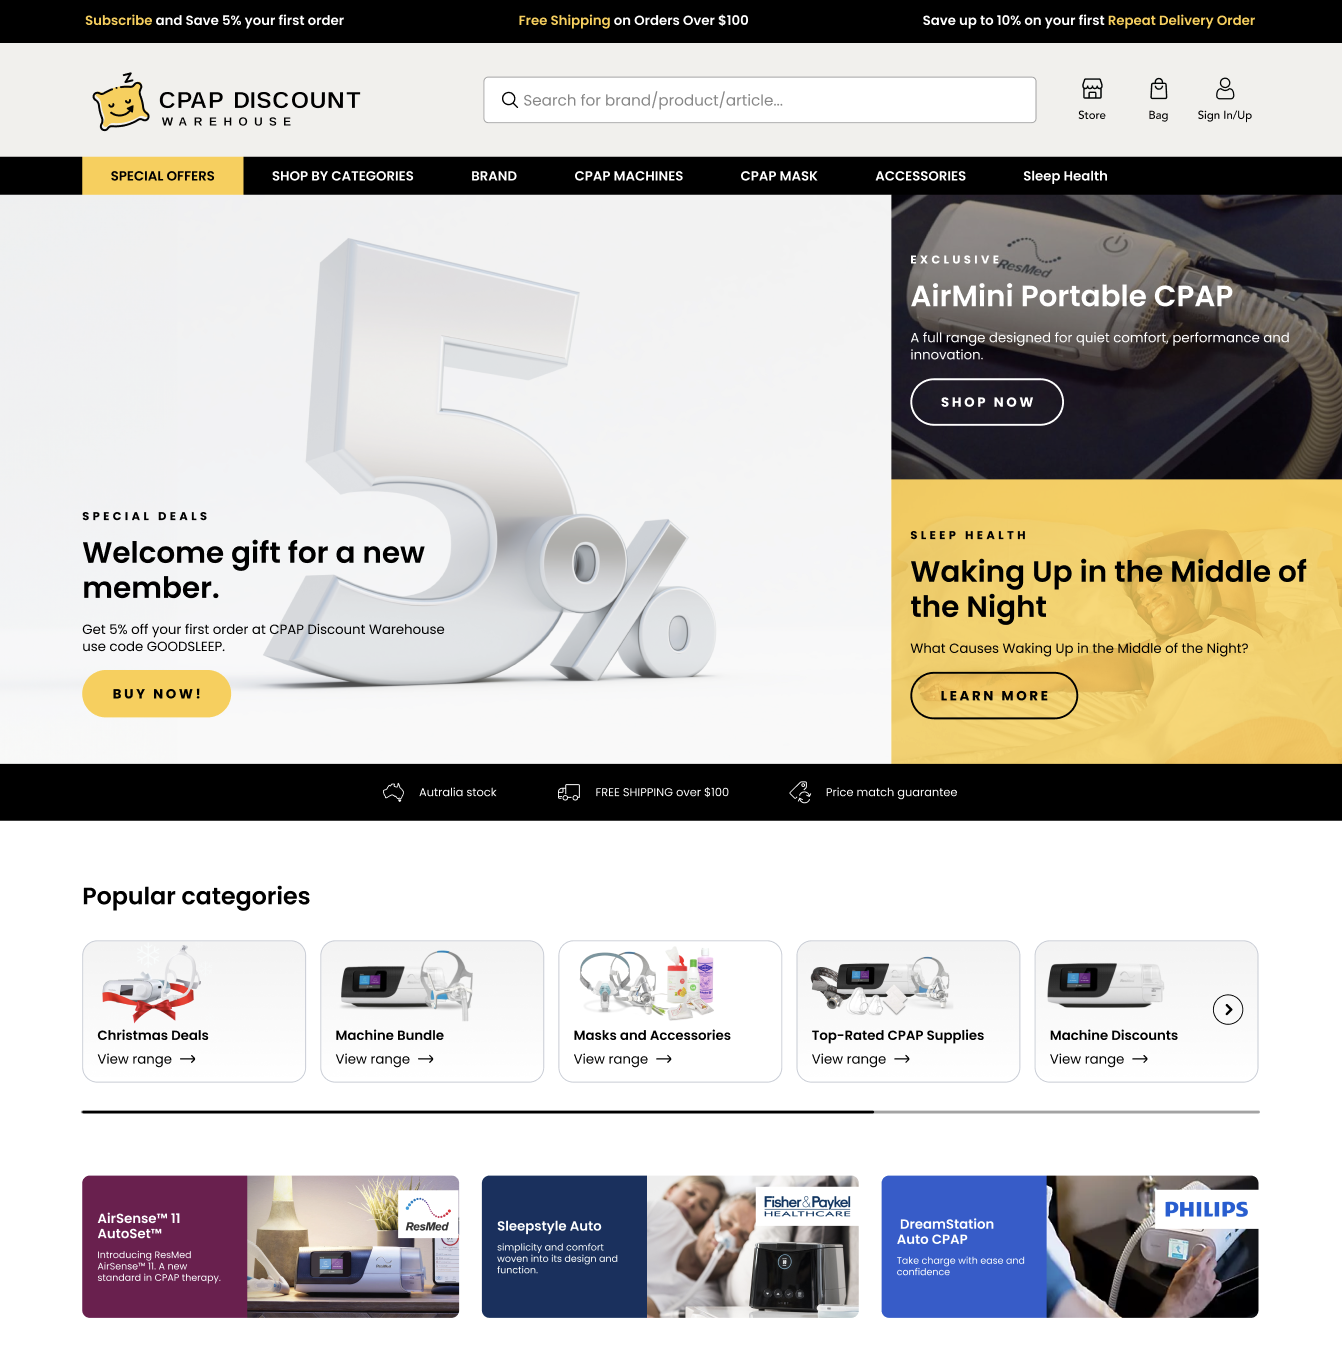 Subscribe and Save 5% your first order
Free Shipping on Orders Over $100
Save up to 10% on your first Repeat Delivery Order
Z
CPAP DISCOUNT
WAREHOUSE
Search for brand/product/article...
Store
Bag
Sign In/Up
SPECIAL OFFERS
SHOP BY CATEGORIES
BRAND
CPAP MACHINES
CPAP MASK
ACCESSORIES
Sleep Health
5%
SPECIAL DEALS
Welcome gift for a new
member.
Get 5% off your first order at CPAP Discount Warehouse
use code GOODSLEEP.
BUY NOW!
EXCLUSIVE
ResMed
AirMini Portable CPAP
A full range designed for quiet comfort, performance and
innovation.
SHOP NOW
SLEEP HEALTH
Waking Up in the Middle of
the Night
What Causes Waking Up in the Middle of the Night?
LEARN MORE
Autralia stock
FREE SHIPPING over $100
Price match guarantee
Popular categories
Christmas Deals
View range
Machine Bundle
View range
Masks and Accessories
View range
Top-Rated CPAP Supplies
View range
Machine Discounts
View range
AirSense™ 11
AutoSet™
Introducing ResMed
AirSense™ 11. A new
standard in CPAP therapy.
ResMed
Sleepstyle Auto
simplicity and comfort
woven into its design and
function.
Fisher&Paykel
HEALTHCARE
DreamStation
Auto CPAP
Take charge with ease and
confidence
PHILIPS